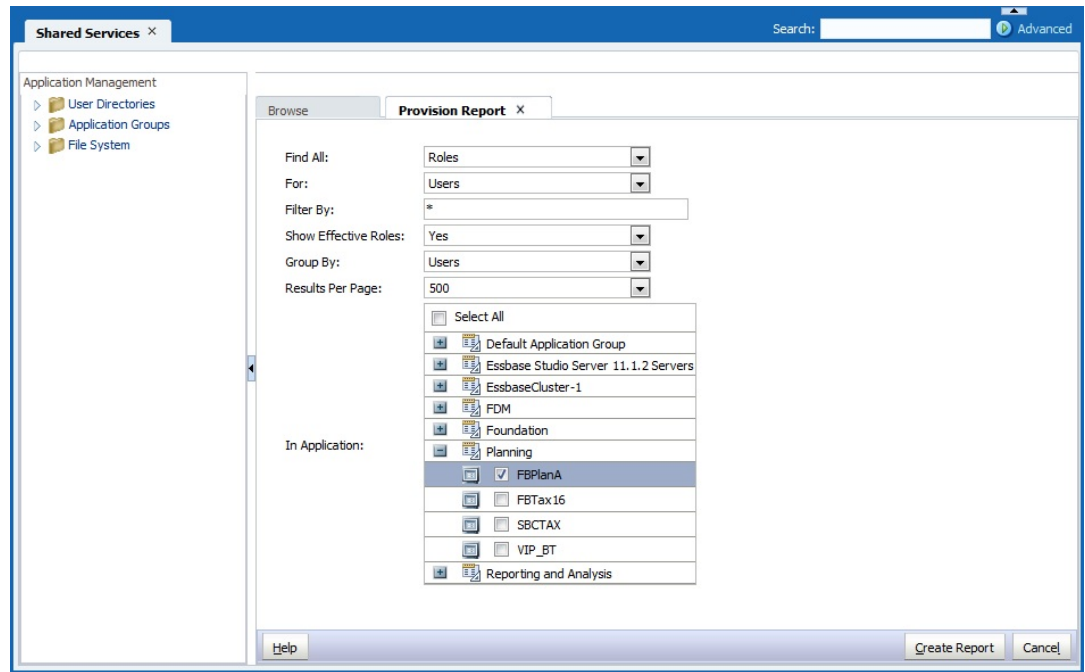 Shared Services ×
Search:
Advanced
Application Management
User Directories
Application Groups
File System
Browse
Provision Report ×
Find All: Roles
For: Users
Filter By: *
Show Effective Roles: Yes
Group By: Users
Results Per Page: 500
Select All
Default Application Group
Essbase Studio Server 11.1.2 Servers
EssbaseCluster-1
FDM
Foundation
In Application:
Planning
FBPlanA
FBTax16
SBCTAX
VIP_BT
Reporting and Analysis
Help
Create Report
Cancel